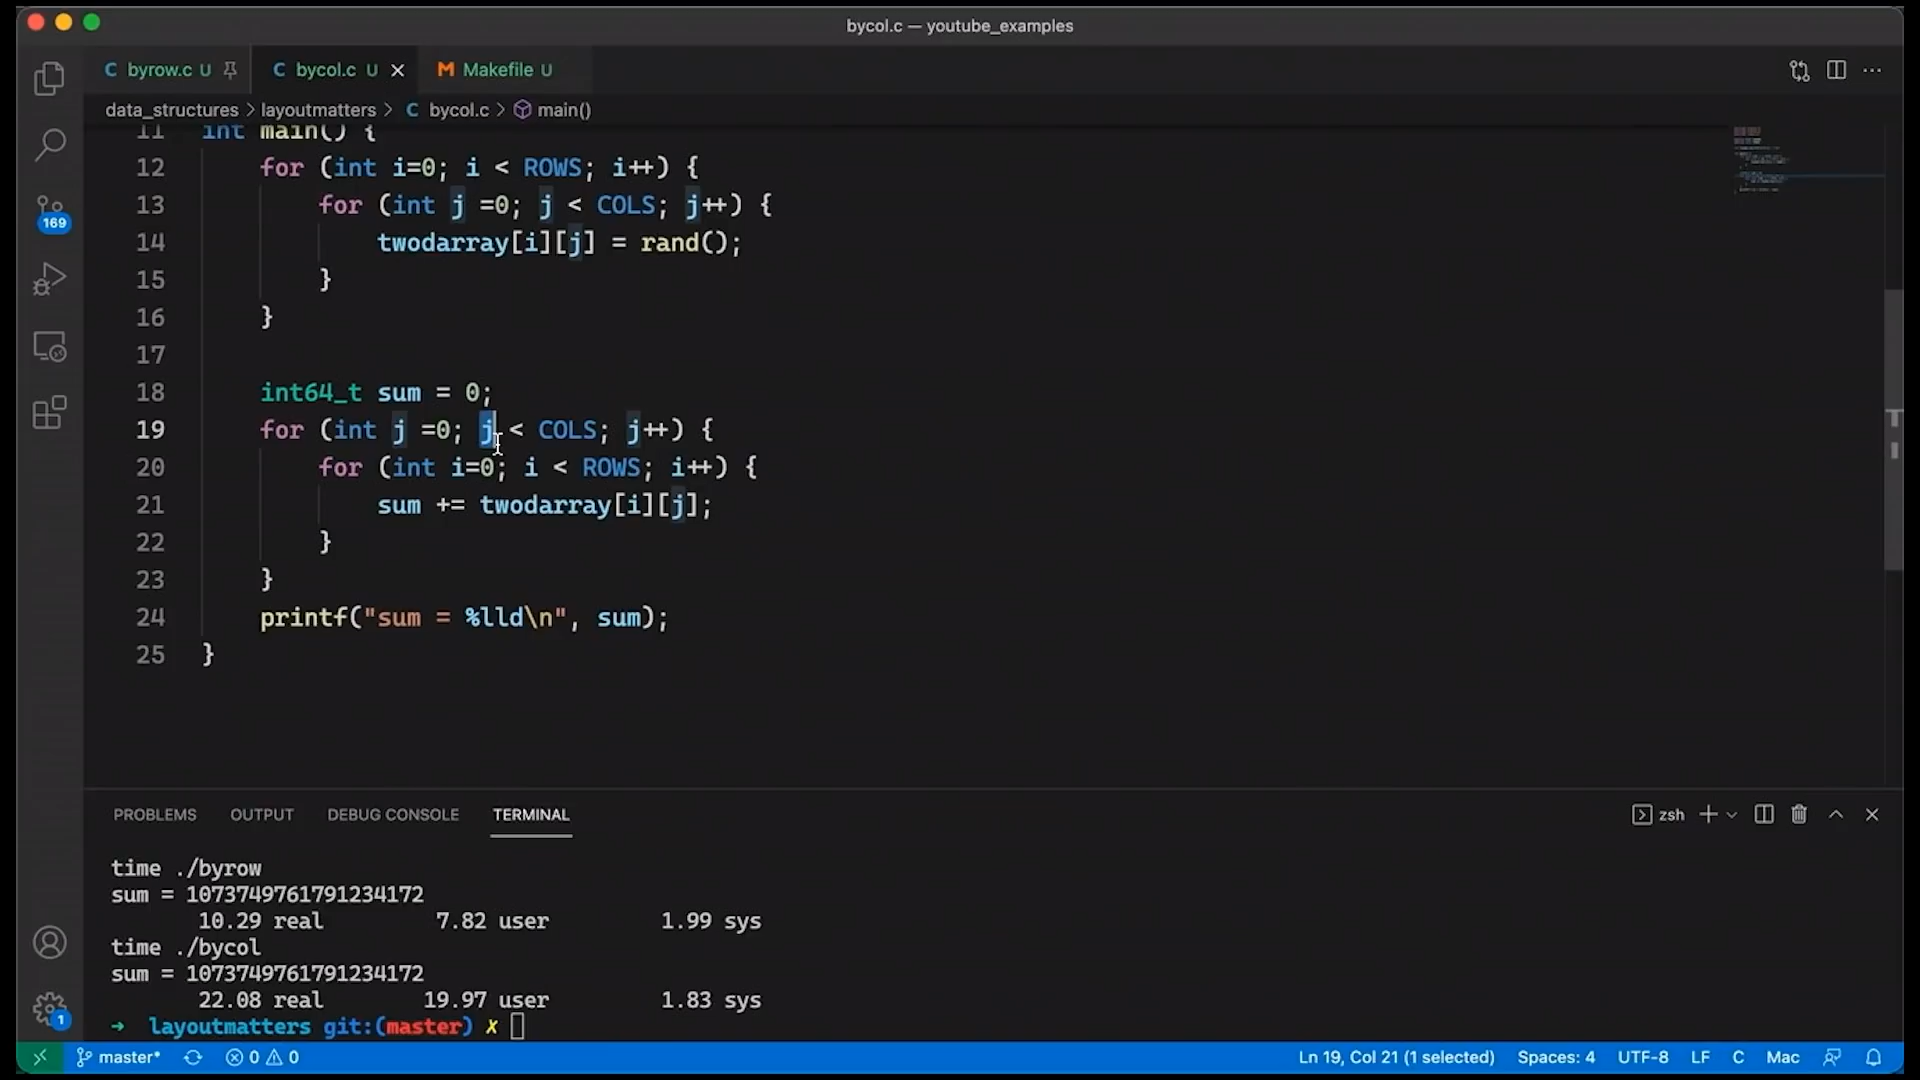 bycol.c — youtube_examples
C byrow.c U C bycol.c U M Makefile U
data_structures > layoutmatters > C bycol.c > main()
11 int main() {
12 for (int i=0; i < ROWS; i++) {
13 for (int j =0; j < COLS; j++) {
14 twodarray[i][j] = rand();
15 }
16 }
17
18 int64_t sum = 0;
19 for (int j =0; j < COLS; j++) {
20 for (int i=0; i < ROWS; i++) {
21 sum += twodarray[i][j];
22 }
23 }
24 printf("sum = %lld\n", sum);
25 }
169
PROBLEMS OUTPUT DEBUG CONSOLE TERMINAL zsh
time ./byrow
sum = 1073749761791234172
10.29 real 7.82 user 1.99 sys
time ./bycol
sum = 1073749761791234172
22.08 real 19.97 user 1.83 sys
→ layoutmatters git:(master) ✗
1
master* 0 0 Ln 19, Col 21 (1 selected) Spaces: 4 UTF-8 LF C Mac